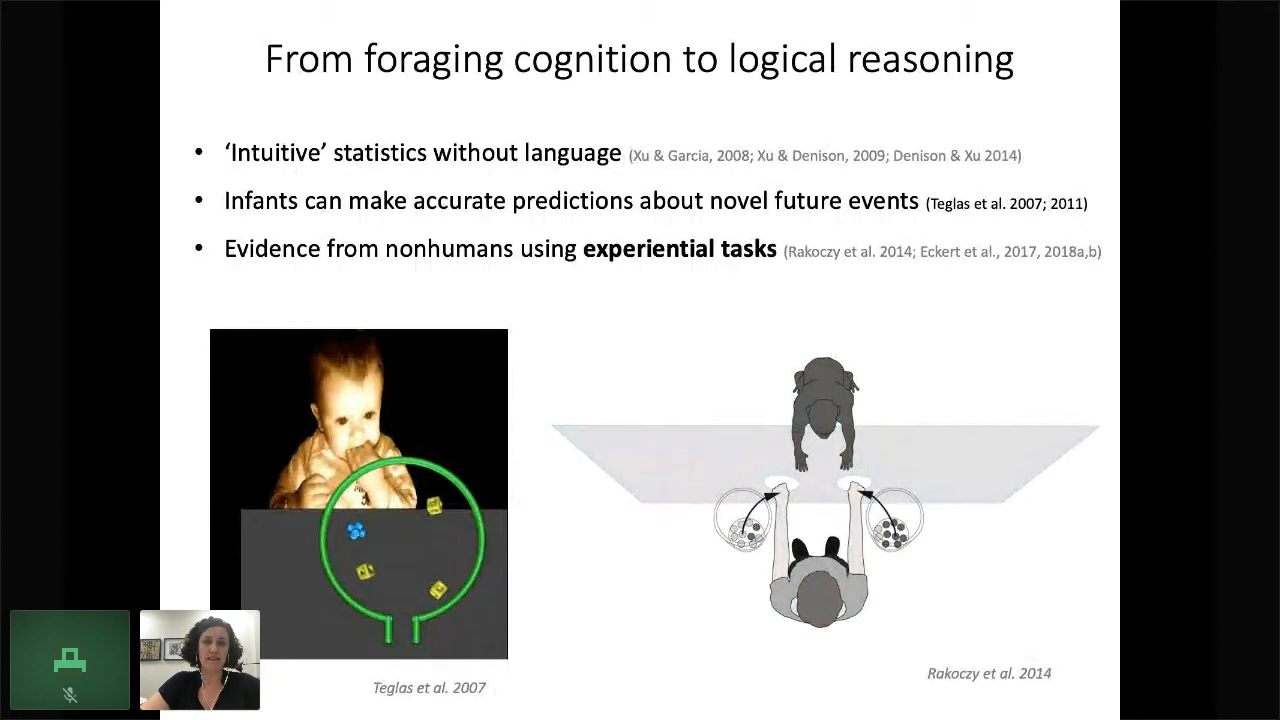 From foraging cognition to logical reasoning
• ‘Intuitive’ statistics without language (Xu & Garcia, 2008; Xu & Denison, 2009; Denison & Xu 2014)
• Infants can make accurate predictions about novel future events (Teglas et al. 2007; 2011)
• Evidence from nonhumans using experiential tasks (Rakoczy et al. 2014; Eckert et al., 2017, 2018a,b)
Rakoczy et al. 2014
Teglas et al. 2007